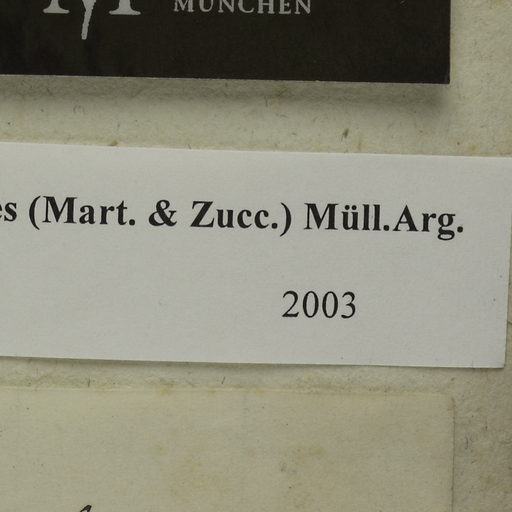 MÜNCHEN
es (Mart. & Zucc.) Müll.Arg.
2003